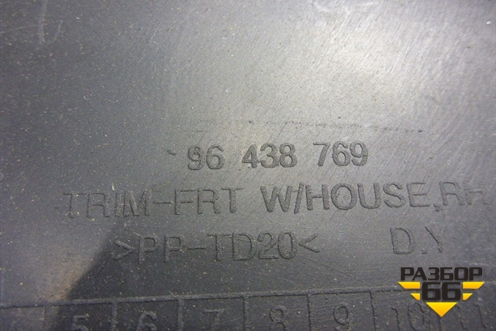 96 438 769
TRIM-FRT W/HOUSE,RH
>PP-TD20< D.Y
5 6 7 8 9 10
РАЗБОР
66